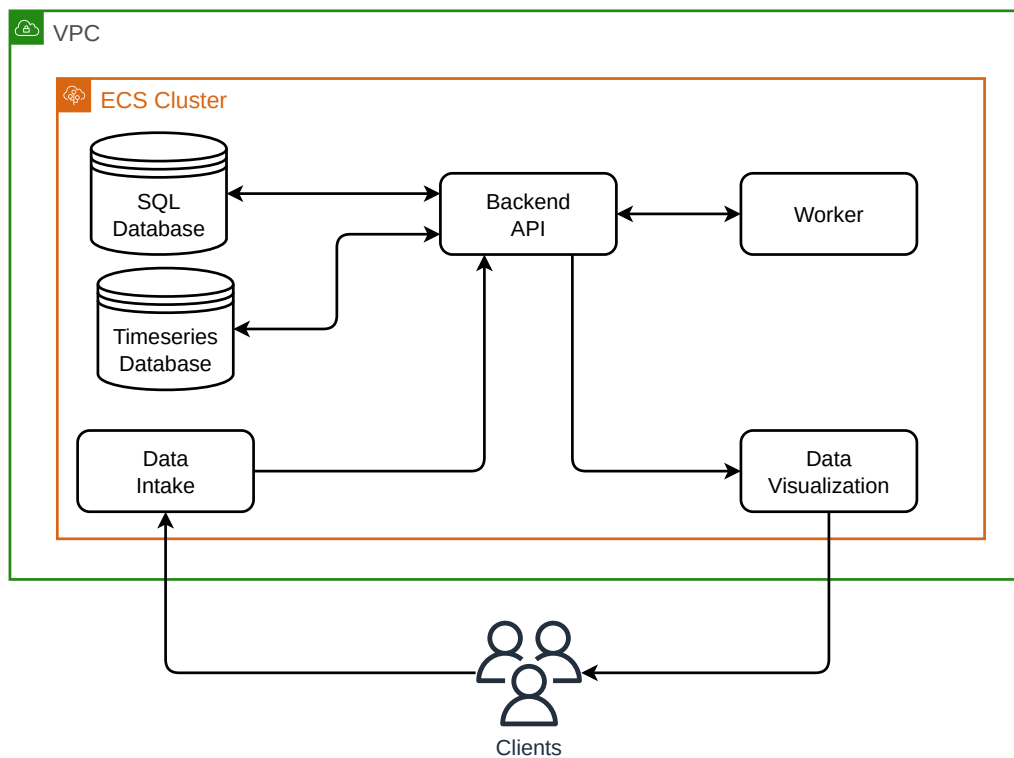 VPC
ECS Cluster
SQL
Database
Backend
API
Worker
Timeseries
Database
Data
Intake
Data
Visualization
Clients